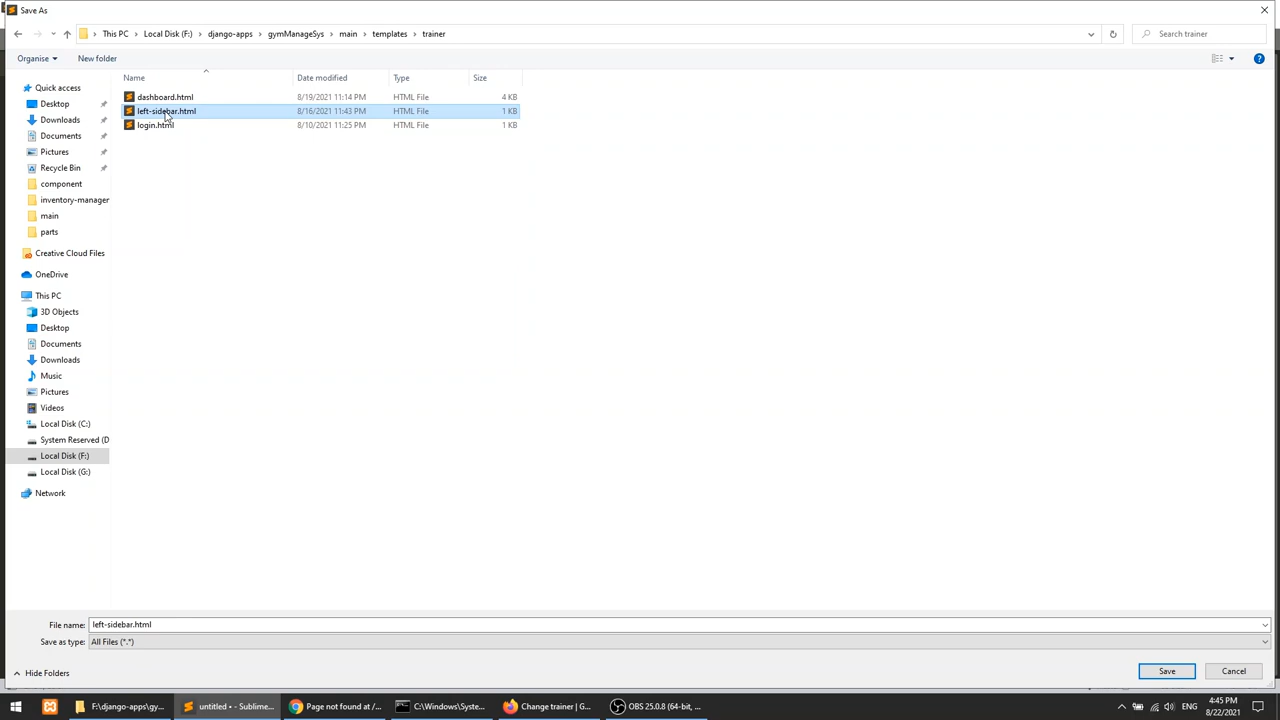 Save As
This PC
Local Disk (F:)
django-apps
gymManageSys
main
templates
trainer
Search trainer
Organise
New folder
Name
Date modified
Type
Size
Quick access
Desktop
Downloads
Documents
Pictures
Recycle Bin
component
inventory-manager
main
parts
Creative Cloud Files
OneDrive
This PC
3D Objects
Desktop
Documents
Downloads
Music
Pictures
Videos
Local Disk (C:)
System Reserved (D
Local Disk (F:)
Local Disk (G:)
Network
dashboard.html 8/19/2021 11:14 PM HTML File 4 KB
left-sidebar.html 8/16/2021 11:43 PM HTML File 1 KB
login.html 8/10/2021 11:25 PM HTML File 1 KB
File name: left-sidebar.html
Save as type: All Files (*.*)
Hide Folders
Save
Cancel
F:\django-apps\gy...
untitled • - Sublime...
Page not found at /...
C:\Windows\Syste...
Change trainer | G...
OBS 25.0.8 (64-bit, ...
ENG
4:45 PM
8/22/2021